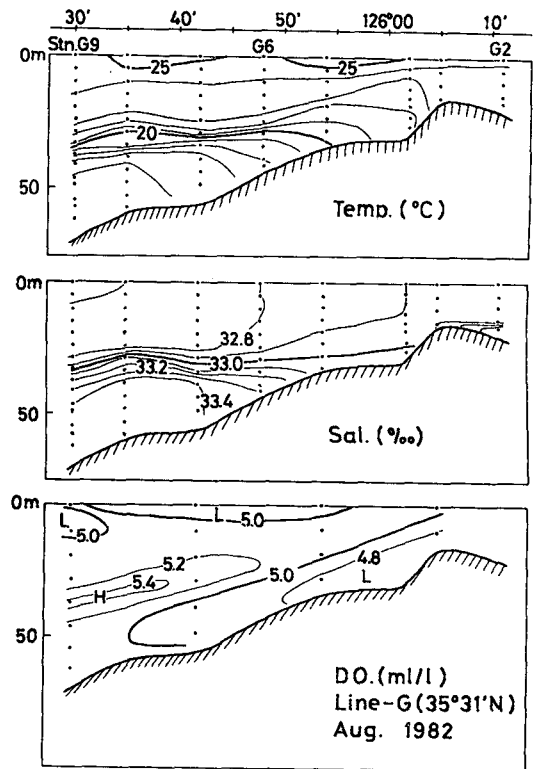 30' 40' 50' 126°00 10'
Stn.G9 G6 G2
0m
25 25
20
50
Temp. (°C)
0m
32.8
33.0
33.2
33.4
50
Sal. (‰)
0m
L L 5.0
5.0
5.2 4.8
5.4 5.0
H L
50
D.O. (ml/l)
Line-G (35°31'N)
Aug. 1982